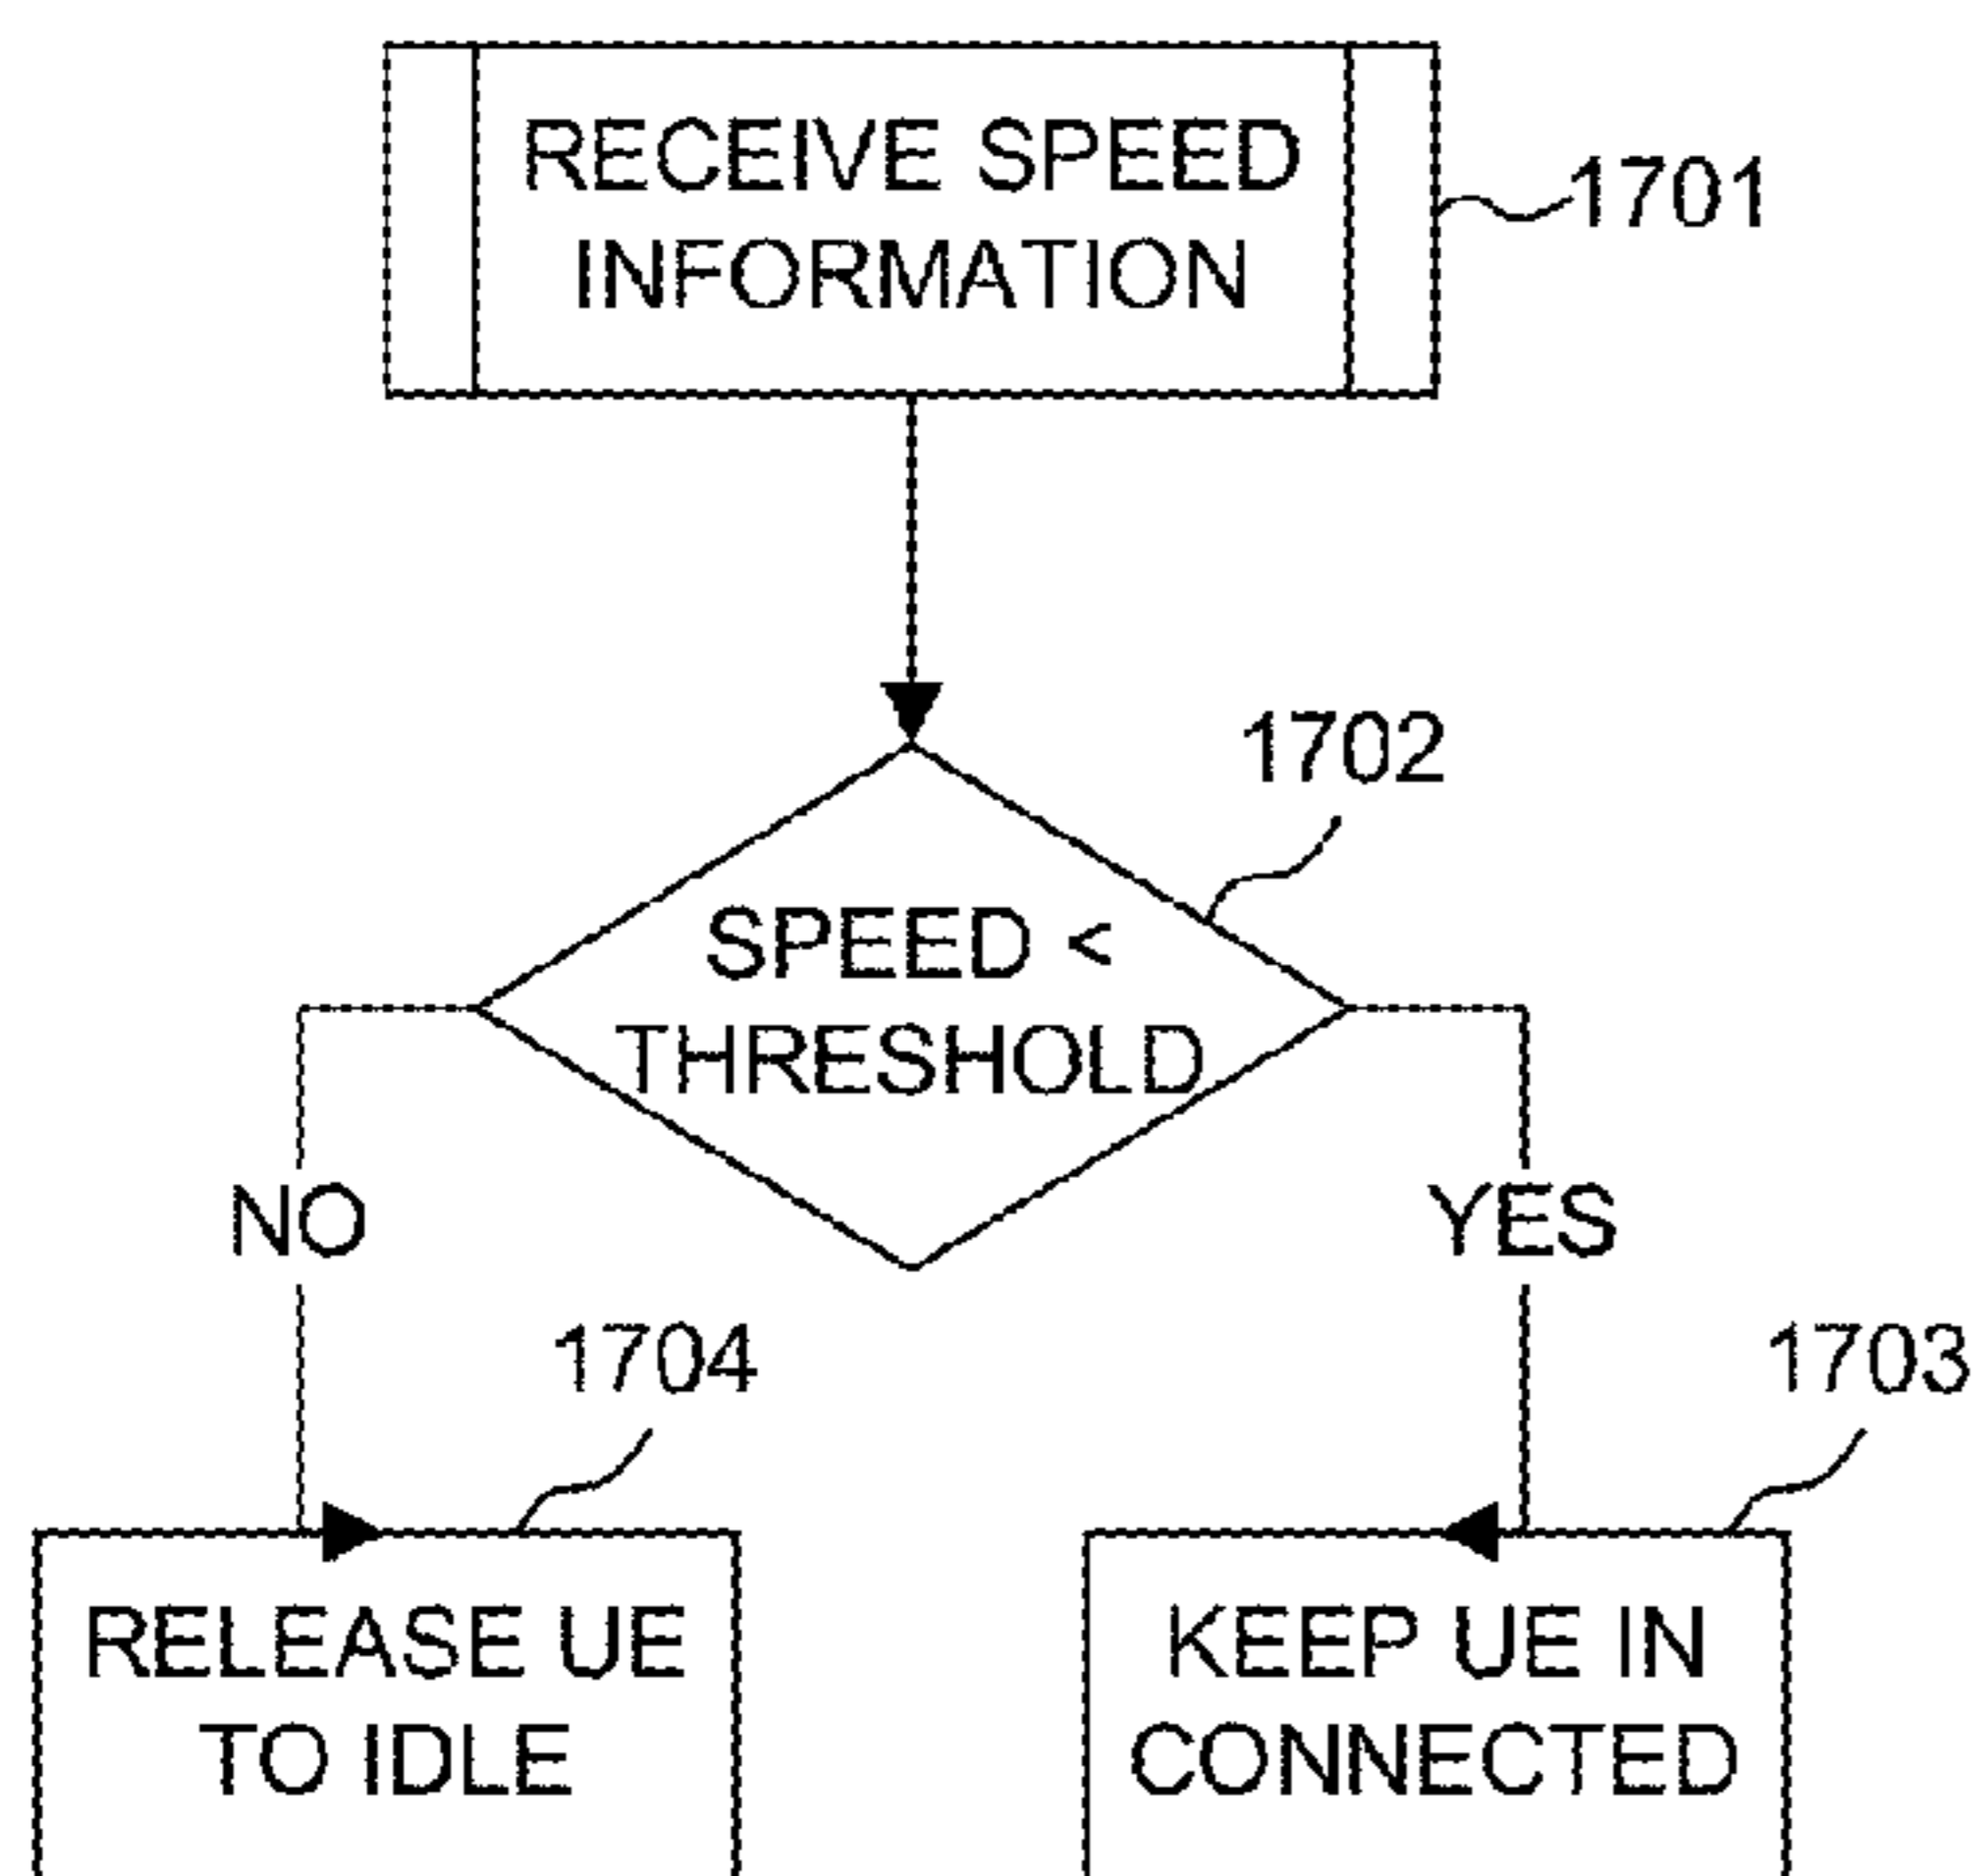 RECEIVE SPEED
INFORMATION
1701
1702
SPEED <
THRESHOLD
NO
YES
1704
1703
RELEASE UE
TO IDLE
KEEP UE IN
CONNECTED